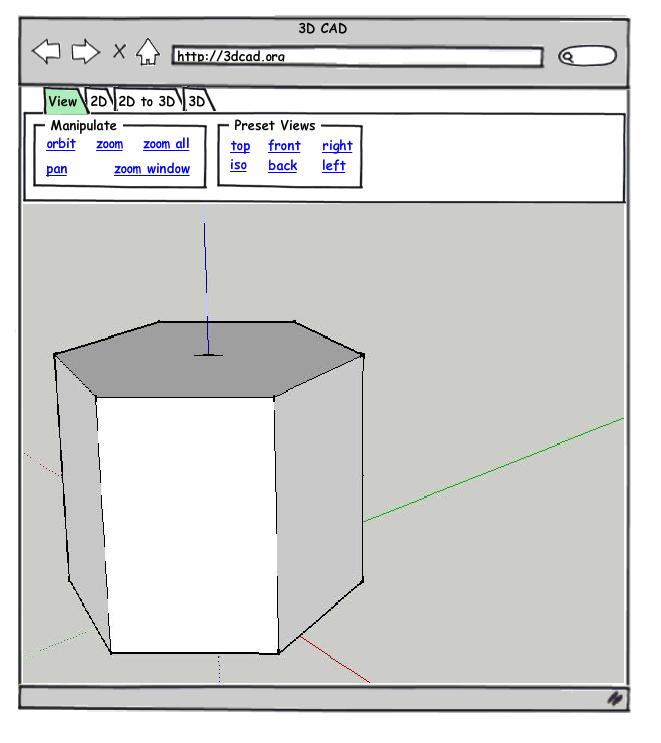 3D CAD
http://3dcad.org
View 2D 2D to 3D 3D
Manipulate
orbit zoom zoom all
pan zoom window
Preset Views
top front right
iso back left